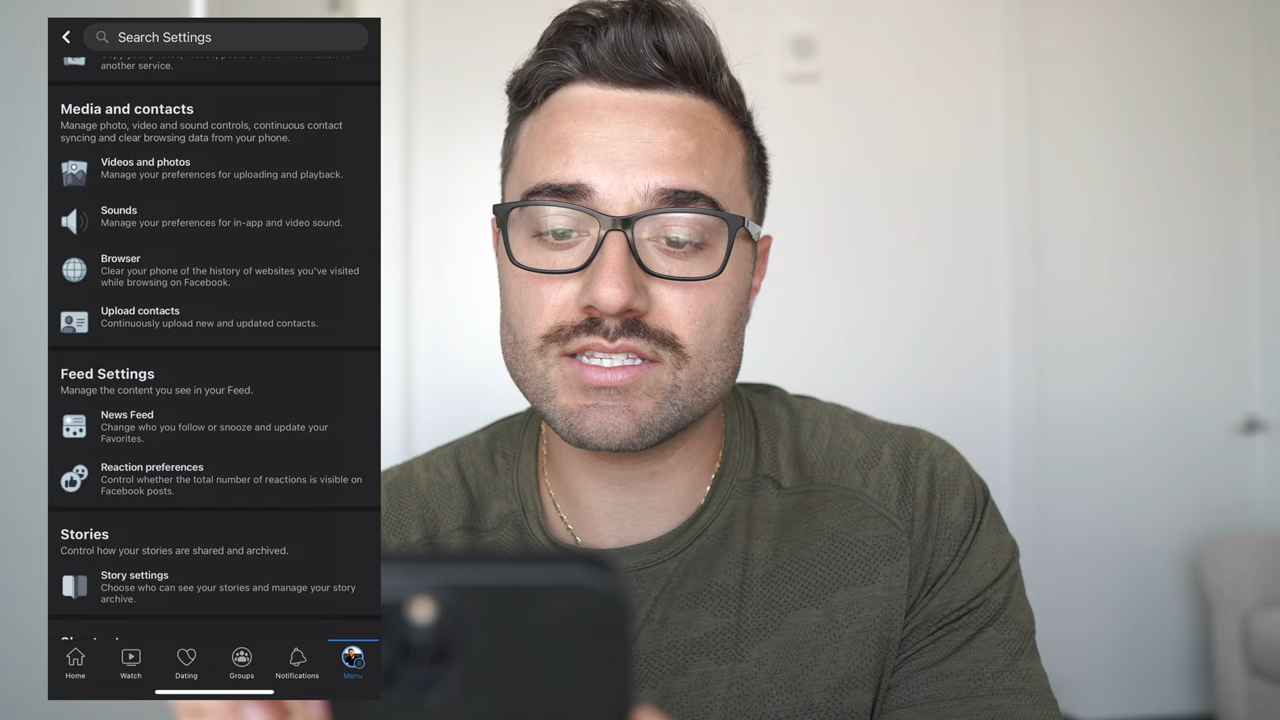 Search Settings
another service.
Media and contacts
Manage photo, video and sound controls, continuous contact
syncing and clear browsing data from your phone.
Videos and photos
Manage your preferences for uploading and playback.
Sounds
Manage your preferences for in-app and video sound.
Browser
Clear your phone of the history of websites you've visited
while browsing on Facebook.
Upload contacts
Continuously upload new and updated contacts.
Feed Settings
Manage the content you see in your Feed.
News Feed
Change who you follow or snooze and update your
Favorites.
Reaction preferences
Control whether the total number of reactions is visible on
Facebook posts.
Stories
Control how your stories are shared and archived.
Story settings
Choose who can see your stories and manage your story
archive.
Home
Watch
Dating
Groups
Notifications
Menu